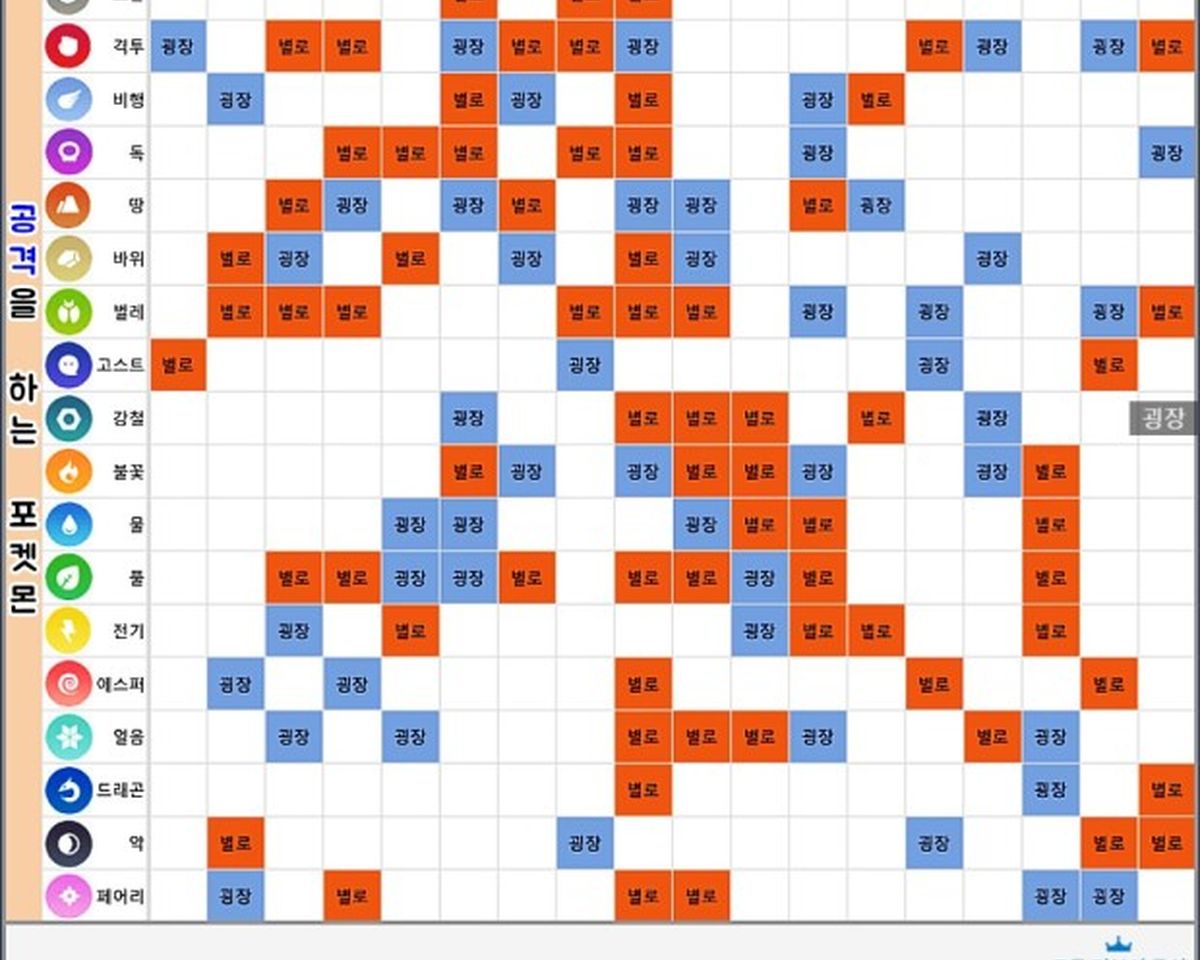 공격을 하는 포켓몬
격투 굉장 별로 별로 굉장 별로 별로 굉장 별로 굉장 굉장 별로
비행 굉장 별로 굉장 별로 굉장 별로
독 별로 별로 별로 별로 별로 굉장 굉장
땅 별로 굉장 굉장 별로 굉장 굉장 별로 굉장
바위 별로 굉장 별로 굉장 별로 굉장 굉장
벌레 별로 별로 별로 별로 별로 별로 굉장 굉장 굉장 별로
고스트 별로 굉장 굉장 별로
강철 굉장 별로 별로 별로 별로 굉장 굉장
불꽃 별로 굉장 굉장 별로 별로 굉장 굉장 별로
물 굉장 굉장 굉장 별로 별로 별로
풀 별로 별로 굉장 굉장 별로 별로 별로 굉장 별로 별로
전기 굉장 별로 굉장 별로 별로 별로
에스퍼 굉장 굉장 별로 별로 별로
얼음 굉장 굉장 별로 별로 별로 굉장 별로 굉장
드래곤 별로 굉장 별로
악 별로 굉장 굉장 별로 별로
페어리 굉장 별로 별로 별로 굉장 굉장